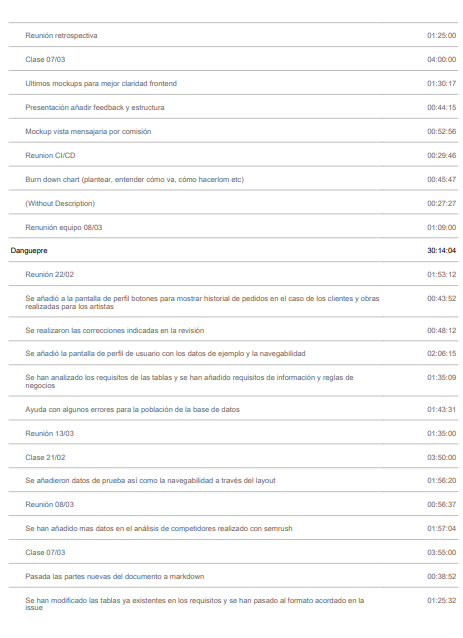 Reunión retrospectiva 01:25:00
Clase 07/03 04:00:00
Ultimos mockups para mejor claridad frontend 01:30:17
Presentación añadir feedback y estructura 00:44:15
Mockup vista mensajaria por comisión 00:52:56
Reunion CI/CD 00:29:46
Burn down chart (plantear, entender cómo va, cómo hacerlom etc) 00:45:47
(Without Description) 00:27:27
Renunión equipo 08/03 01:09:00
Danguepre 30:14:04
Reunión 22/02 01:53:12
Se añadió a la pantalla de perfil botones para mostrar historial de pedidos en el caso de los clientes y obras 00:43:52
realizadas para los artistas
Se realizaron las correcciones indicadas en la revisión 00:48:12
Se añadió la pantalla de perfil de usuario con los datos de ejemplo y la navegabilidad 02:06:15
Se han analizado los requisitos de las tablas y se han añadido requisitos de información y reglas de 01:35:09
negocios
Ayuda con algunos errores para la población de la base de datos 01:43:31
Reunión 13/03 01:35:00
Clase 21/02 03:50:00
Se añadieron datos de prueba así como la navegabilidad a través del layout 01:56:20
Reunión 08/03 00:56:37
Se han añadido mas datos en el análisis de competidores realizado con semrush 01:57:04
Clase 07/03 03:55:00
Pasada las partes nuevas del documento a markdown 00:38:52
Se han modificado las tablas ya existentes en los requisitos y se han pasado al formato acordado en la 01:25:32
issue